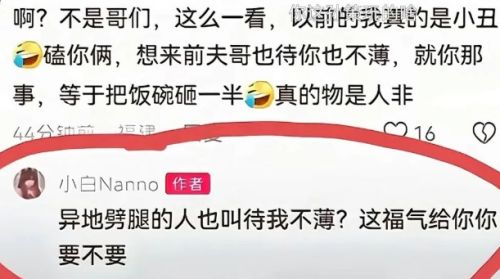 啊？不是哥们，这么一看，以前的我真的是小丑
🤣磕你俩，想来前夫哥也待你也不薄，就你那
事，等于把饭碗砸一半🤣真的物是人非
44分钟前 福建 回复
16
小白Nanno 作者
异地劈腿的人也叫待我不薄？这福气给你你
要不要